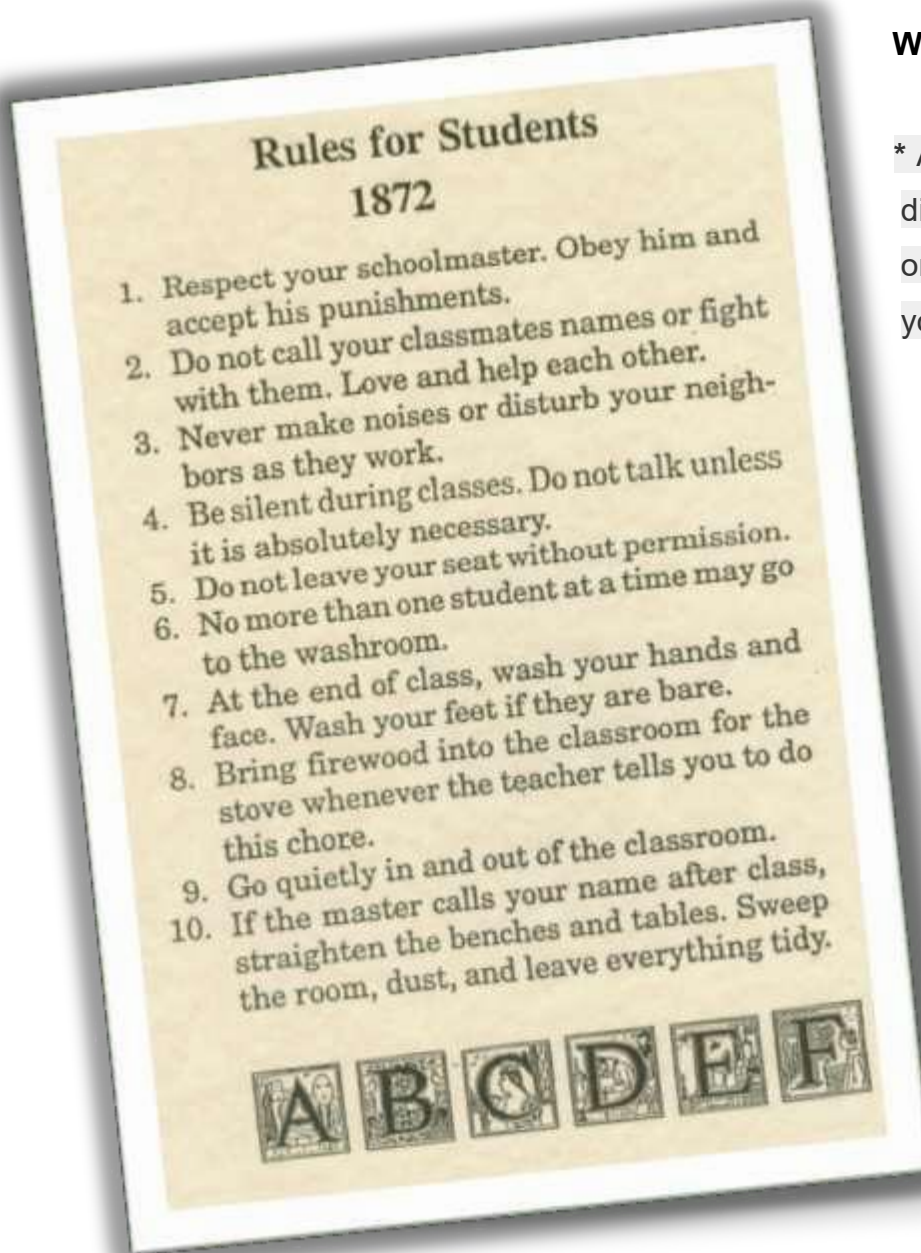 Rules for Students
1872
1. Respect your schoolmaster. Obey him and
accept his punishments.
2. Do not call your classmates names or fight
with them. Love and help each other.
3. Never make noises or disturb your neigh-
bors as they work.
4. Be silent during classes. Do not talk unless
it is absolutely necessary.
5. Do not leave your seat without permission.
6. No more than one student at a time may go
to the washroom.
7. At the end of class, wash your hands and
face. Wash your feet if they are bare.
8. Bring firewood into the classroom for the
stove whenever the teacher tells you to do
this chore.
9. Go quietly in and out of the classroom.
10. If the master calls your name after class,
straighten the benches and tables. Sweep
the room, dust, and leave everything tidy.
A B C D E F
W
*
di